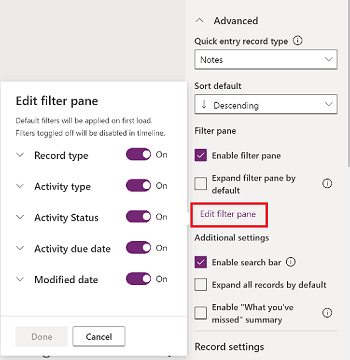 Edit filter pane
Default filters will be applied on first load.
Filters toggled off will be disabled in timeline.
Record type On
Activity type On
Activity Status On
Activity due date On
Modified date On
Done Cancel
Advanced
Quick entry record type
Notes
Sort default
↓ Descending
Filter pane
Enable filter pane
Expand filter pane by
default
Edit filter pane
Additional settings
Enable search bar
Expand all records by default
Enable "What you've
missed" summary
Record settings